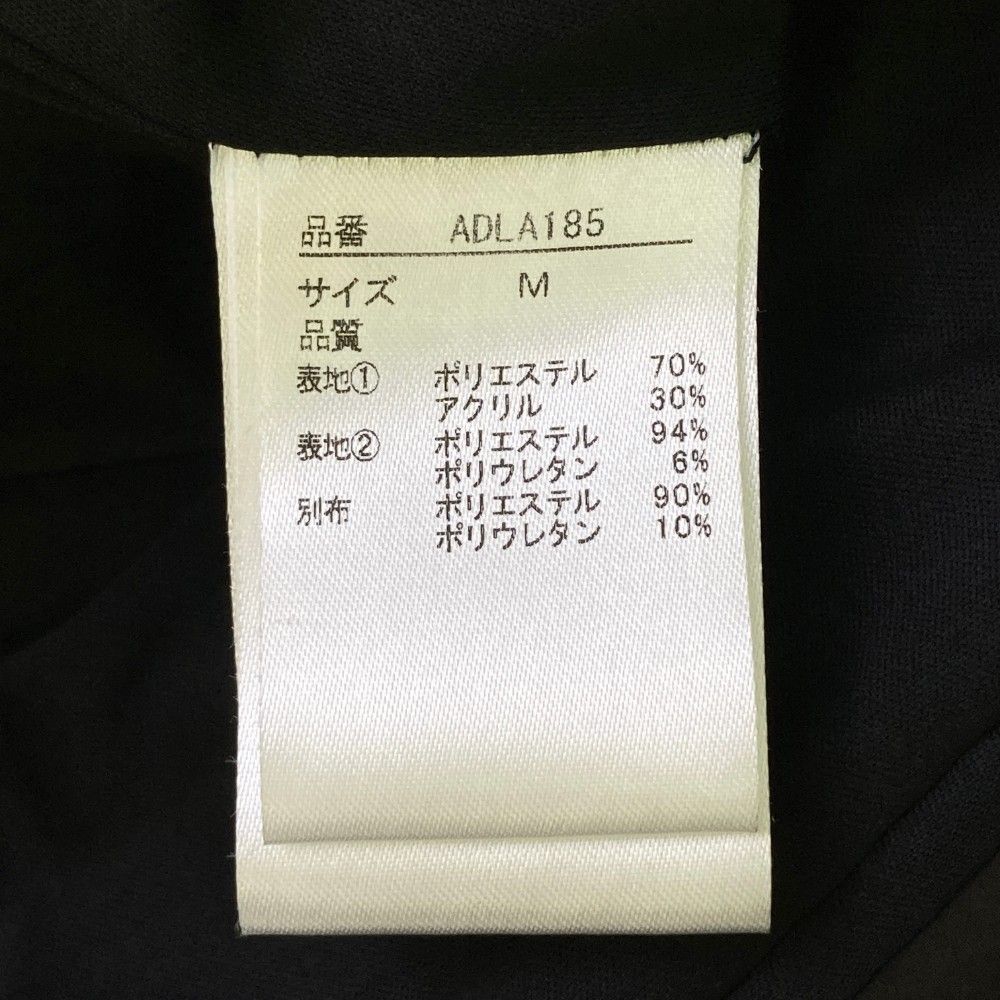 品番 ADLA185
サイズ M
品質
表地① ポリエステル 70%
アクリル 30%
表地② ポリエステル 94%
ポリウレタン 6%
別布 ポリエステル 90%
ポリウレタン 10%